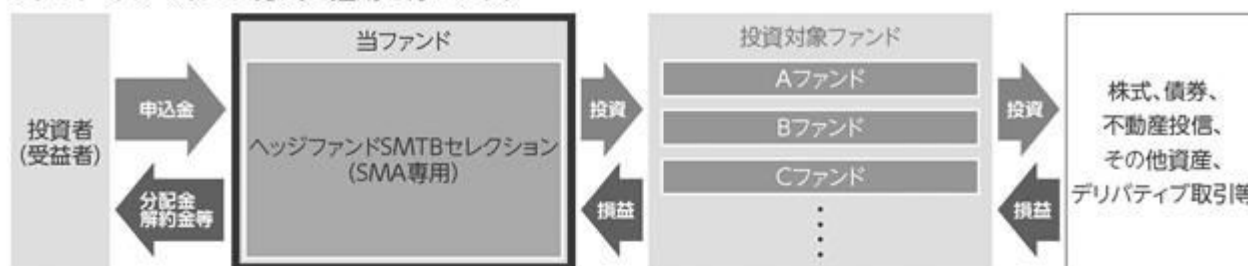 投資者
(受益者)
申込金
分配金
解約金等
当ファンド
ヘッジファンドSMTBセレクション
(SMA専用)
投資
損益
投資対象ファンド
Aファンド
Bファンド
Cファンド
投資
損益
株式、債券、
不動産投信、
その他資産、
デリバティブ取引等